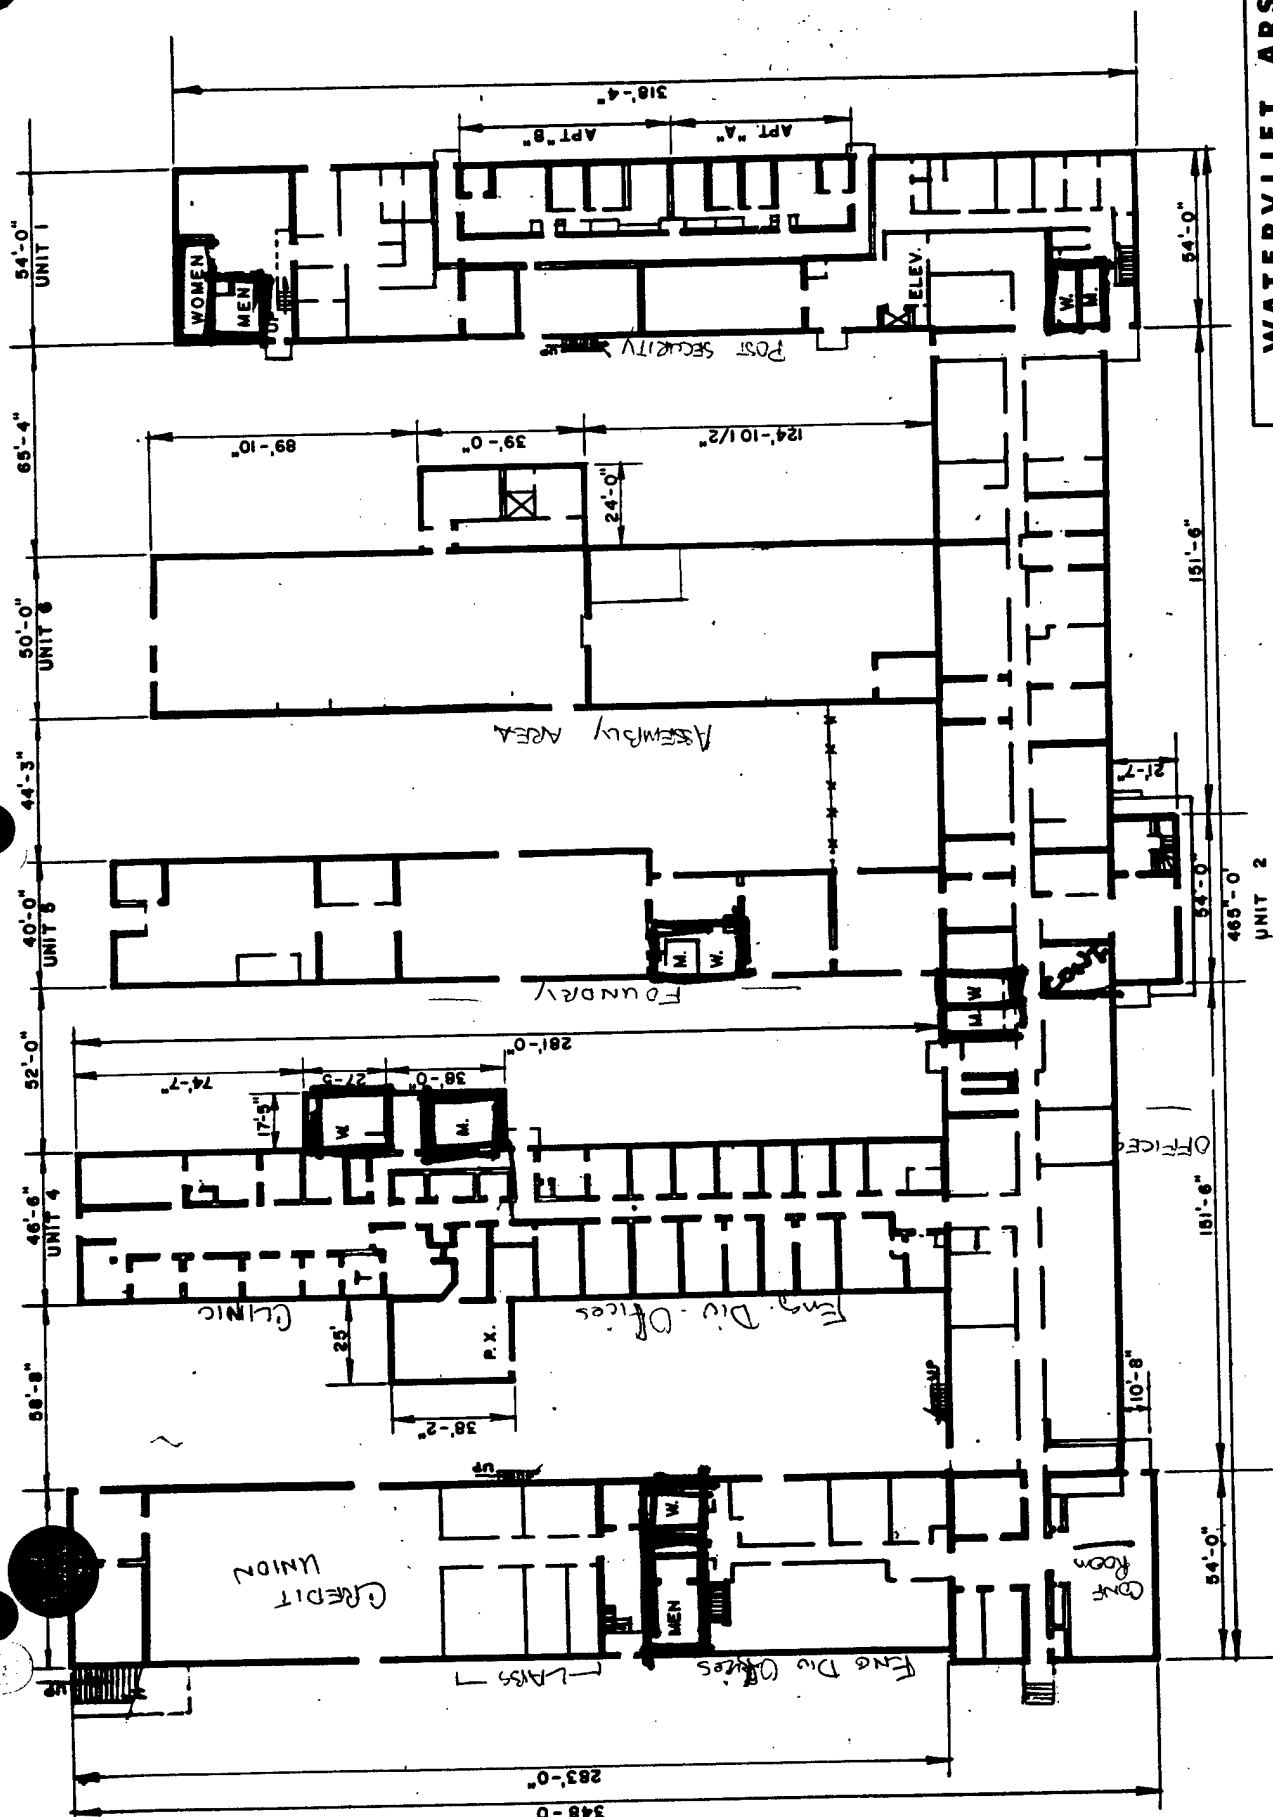 WATERVLIET ARS
318'-4"
APT. "B"
APT. "A"
54'-0"
UNIT 1
WOMEN
MEN
UP
ELEV.
W.
M.
54'-0"
UP
POST SECURITY
65'-4"
89'-10"
39'-0"
124'-10 1/2"
24'-0"
151'-6"
50'-0"
UNIT 6
ASSEMBLY AREA
44'-3"
21'-7"
40'-0"
UNIT 5
M.
W.
FOUNDRY
54'-0"
465'-0'
UNIT 2
W.
M.
52'-0"
281'-0"
74'-7"
27-5
38'-0"
17'-5"
W.
M.
OFFICES
46'-6"
UNIT 4
T
151'-6"
CLINIC
Eng. Div. Offices
25'
P.X.
58'-8"
38'-2"
UP
10'-8"
UP
W.
MEN
CREDIT
UNION
CONF
ROOM
54'-0"
UP
LABS
ENG DIV Offices
283'-0"
348-0